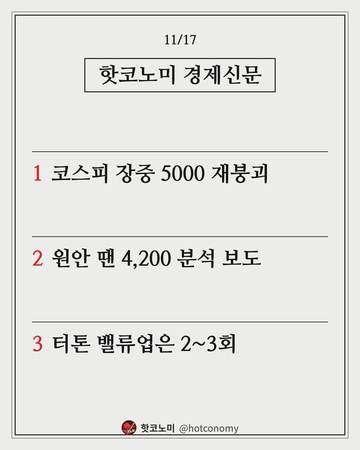 11/17
핫코노미 경제신문
1 코스피 장중 5000 재붕괴
2 원안 땐 4,200 분석 보도
3 터톤 밸류업은 2~3회
핫코노미 @hotconomy